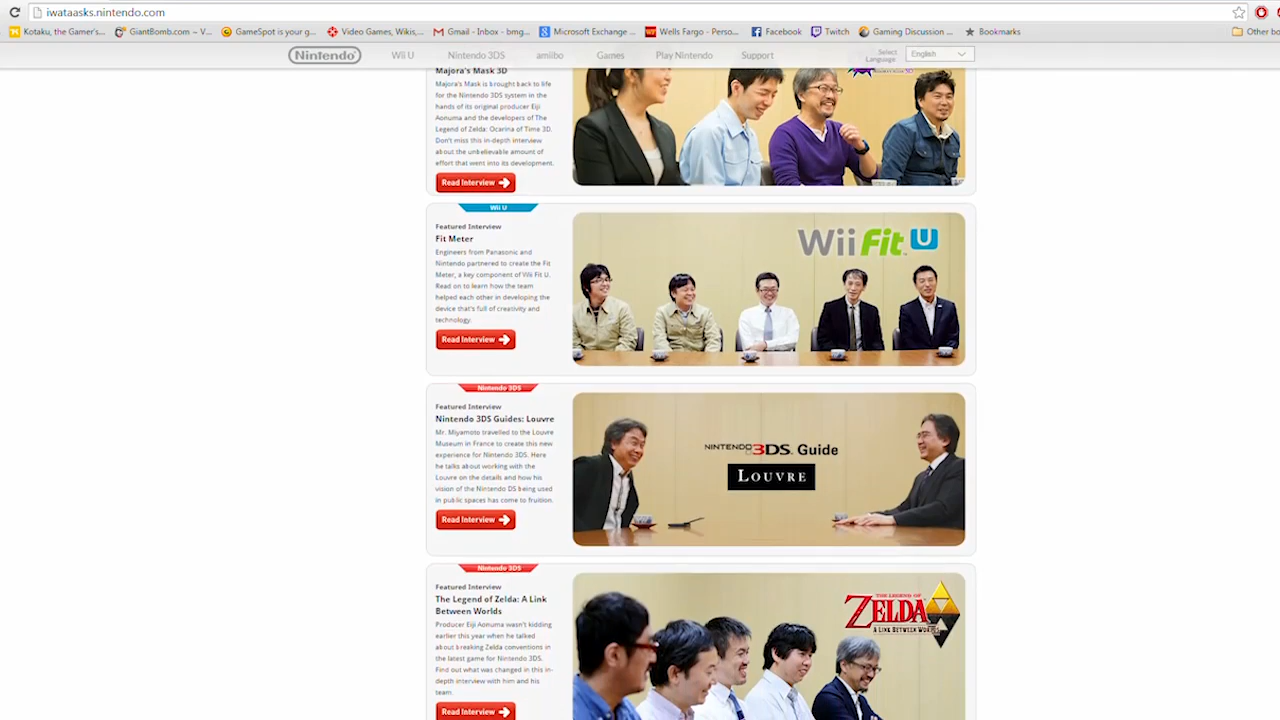 iwataasks.nintendo.com
Kotaku, the Gamer's...
GiantBomb.com ~ V...
GameSpot is your g...
Video Games, Wikis,...
Gmail - Inbox - bmg...
Microsoft Exchange ...
Wells Fargo - Perso...
Facebook
Twitch
Gaming Discussion ...
Bookmarks
Other bo
Nintendo
Wii U
Nintendo 3DS
amiibo
Games
Play Nintendo
Support
Select Language
English
Majora's Mask 3D
Majora's Mask is brought back to life
for the Nintendo 3DS system in the
hands of its original producer Eiji
Aonuma and the developers of The
Legend of Zelda: Ocarina of Time 3D.
Don't miss this in-depth interview
about the unbelievable amount of
effort that went into its development.
Read Interview
Wii U
Featured Interview
Fit Meter
Engineers from Panasonic and
Nintendo partnered to create the Fit
Meter, a key component of Wii Fit U.
Read on to learn how the team
helped each other in developing the
device that's full of creativity and
technology.
Read Interview
Wii Fit U
Nintendo 3DS
Featured Interview
Nintendo 3DS Guides: Louvre
Mr. Miyamoto travelled to the Louvre
Museum in France to create this new
experience for Nintendo 3DS. Here
he talks about working with the
Louvre on the details and how his
vision of the Nintendo DS being used
in public spaces has come to fruition.
Read Interview
NINTENDO 3DS Guide
LOUVRE
Nintendo 3DS
Featured Interview
The Legend of Zelda: A Link
Between Worlds
Producer Eiji Aonuma wasn't kidding
earlier this year when he talked
about breaking Zelda conventions in
the latest game for Nintendo 3DS.
Find out what was changed in this in-
depth interview with him and his
team.
Read Interview
THE LEGEND OF
ZELDA
A LINK BETWEEN WORLDS